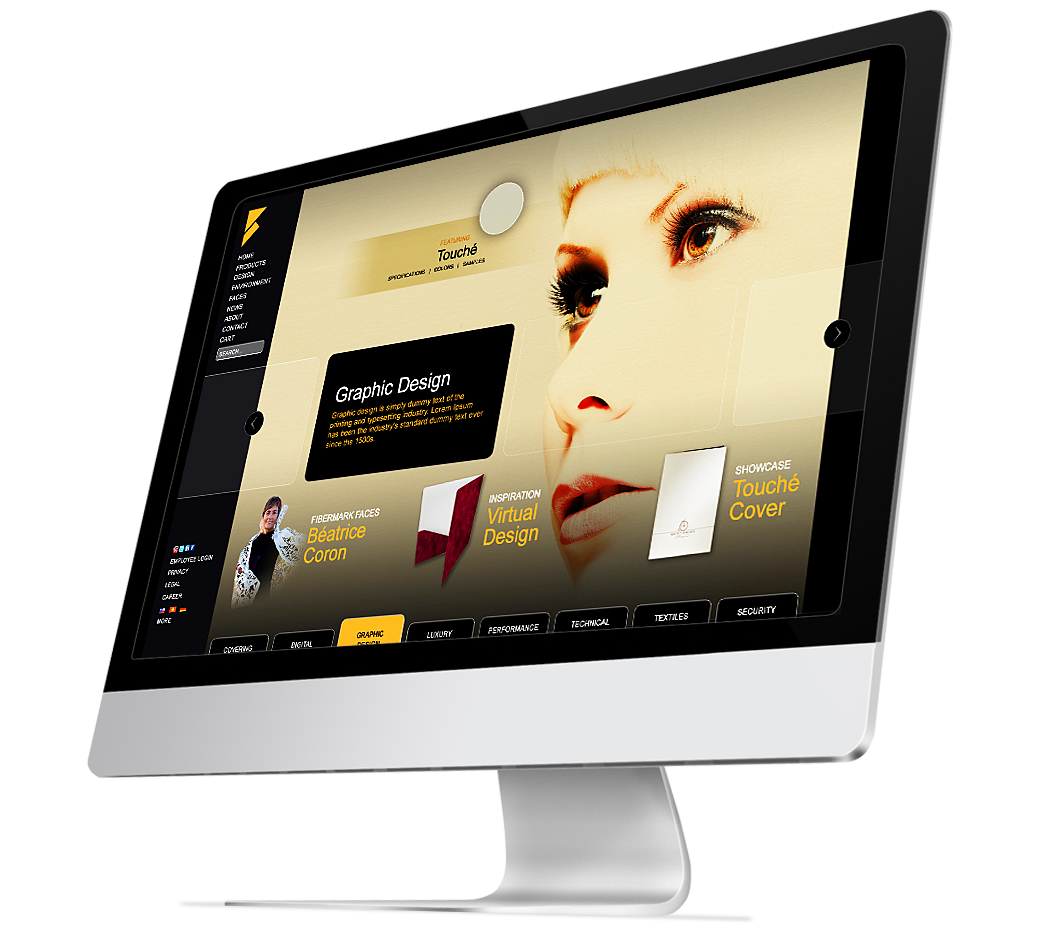 HOME
PRODUCTS
DESIGN
ENVIRONMENT
FACES
NEWS
ABOUT
CONTACT
CART
SEARCH
FEATURING
Touché
SPECIFICATIONS | COLORS | SAMPLES
Graphic Design
Graphic design is simply dummy text of the
printing and typesetting industry. Lorem Ipsum
has been the industry's standard dummy text over
since the 1500s.
FIBERMARK FACES
Béatrice
Coron
INSPIRATION
Virtual
Design
SHOWCASE
Touché
Cover
EMPLOYEE LOGIN
PRIVACY
LEGAL
CAREER
MORE
COVERING
DIGITAL
GRAPHIC
DESIGN
LUXURY
PERFORMANCE
TECHNICAL
TEXTILES
SECURITY